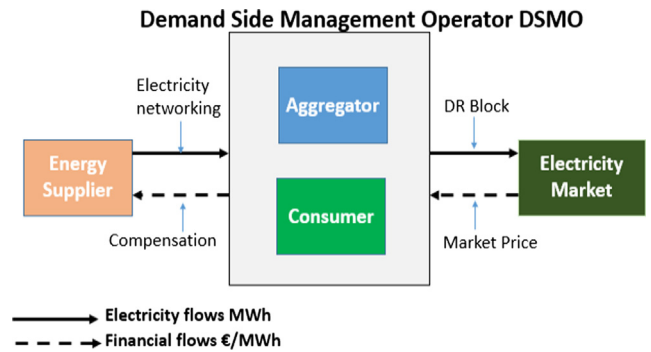 Demand Side Management Operator DSMO
Electricity
networking
Aggregator
DR Block
Energy
Supplier
Electricity
Market
Consumer
Compensation
Market Price
Electricity flows MWh
Financial flows €/MWh